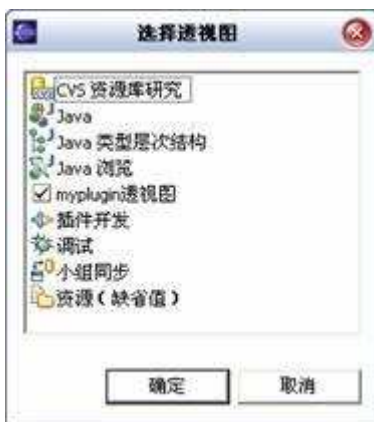 选择透视图
CVS 资源库研究
Java
Java 类型层次结构
Java 浏览
myplugin透视图
插件开发
调试
小组同步
资源(缺省值)
确定 取消